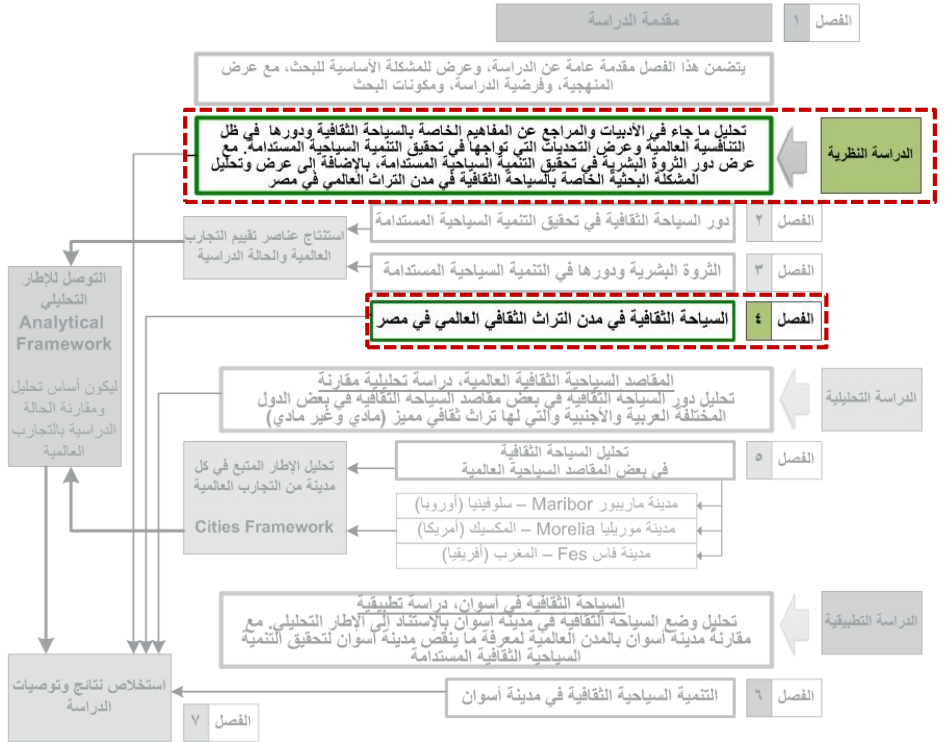 الفصل ١
مقدمة الدراسة
يتضمن هذا الفصل مقدمة عامة عن الدراسة، وعرض للمشكلة الأساسية للبحث، مع عرض
المنهجية، وفرضية الدراسة، ومكونات البحث
الدراسة النظرية
تحليل ما جاء في الأدبيات والمراجع عن المفاهيم الخاصة بالسياحة الثقافية ودورها في ظل
التنافسية العالمية وعرض التحديات التي تواجهها في تحقيق التنمية السياحية المستدامة. مع
عرض دور الثروة البشرية في تحقيق التنمية السياحية المستدامة، بالإضافة الى عرض وتحليل
المشكلة البحثية الخاصة بالسياحة الثقافية في مدن التراث العالمي في مصر
الفصل ٢
دور السياحة الثقافية في تحقيق التنمية السياحية المستدامة
استنتاج عناصر تقييم التجارب
العالمية والحالة الدراسية
الفصل ٣
الثروة البشرية ودورها في التنمية السياحية المستدامة
الفصل ٤
السياحة الثقافية في مدن التراث الثقافي العالمي في مصر
التوصل للإطار
التحليلي
Analytical
Framework
ليكون أساس تحليل
ومقارنة الحالة
الدراسية بالتجارب
العالمية
الدراسة التحليلية
المقاصد السياحية الثقافية العالمية، دراسة تحليلية مقارنة
تحليل دور السياحة الثقافية في بعض مقاصد السياحة الثقافية في بعض الدول
المختلفة العربية والأجنبية والتي لها تراث ثقافي مميز (مادي وغير مادي)
الفصل ٥
تحليل السياحة الثقافية
في بعض المقاصد السياحية العالمية
تحليل الإطار المتبع في كل
مدينة من التجارب العالمية
Cities Framework
مدينة ماريبور Maribor – سلوفينيا (أوروبا)
مدينة موريليا Morelia – المكسيك (أمريكا)
مدينة فاس Fes – المغرب (أفريقيا)
الدراسة التطبيقية
السياحة الثقافية في أسوان، دراسة تطبيقية
تحليل وضع السياحة الثقافية في مدينة أسوان بالإستناد الى الإطار التحليلي. مع
مقارنة مدينة أسوان بالمدن العالمية لمعرفة ما ينقص مدينة أسوان لتحقيق التنمية
السياحية الثقافية المستدامة
الفصل ٦
التنمية السياحية الثقافية في مدينة أسوان
استخلاص نتائج وتوصيات
الدراسة
الفصل ٧